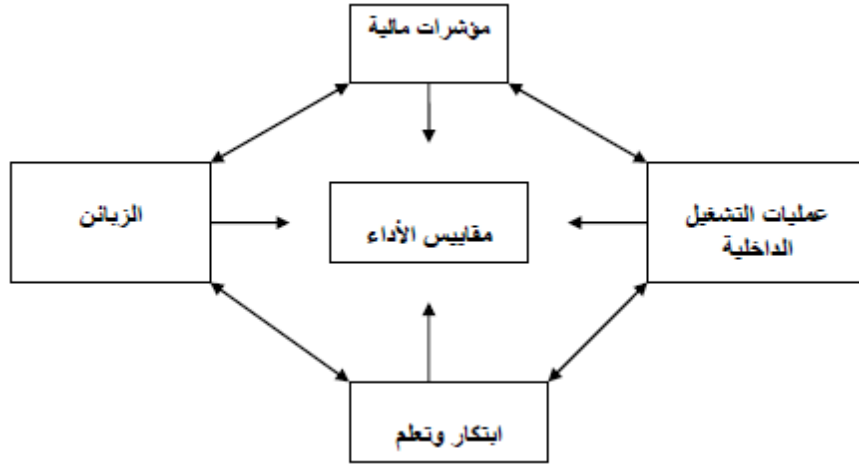 مؤشرات مالية
الزبائن
مقاييس الأداء
عمليات التشغيل
الداخلية
ابتكار وتعلم